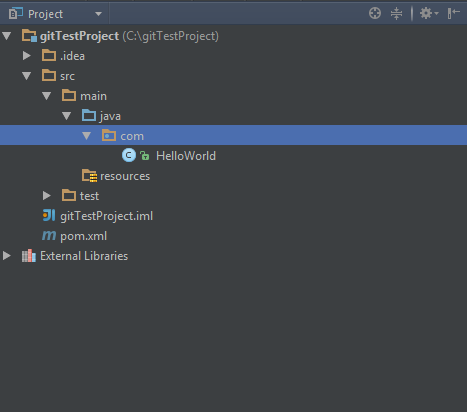 Project
gitTestProject (C:\gitTestProject)
.idea
src
main
java
com
HelloWorld
resources
test
gitTestProject.iml
pom.xml
External Libraries